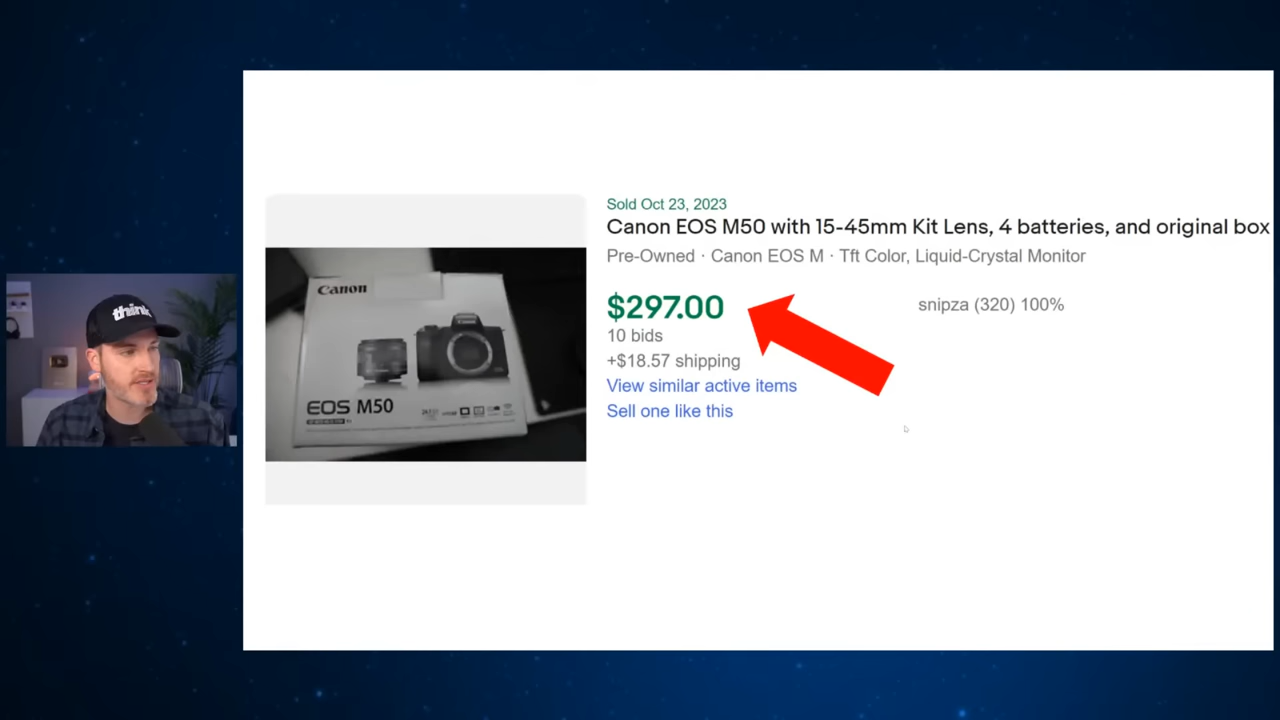 Sold Oct 23, 2023
Canon EOS M50 with 15-45mm Kit Lens, 4 batteries, and original box
Pre-Owned · Canon EOS M · Tft Color, Liquid-Crystal Monitor
$297.00
snipza (320) 100%
10 bids
+$18.57 shipping
View similar active items
Sell one like this
Canon
EOS M50
think